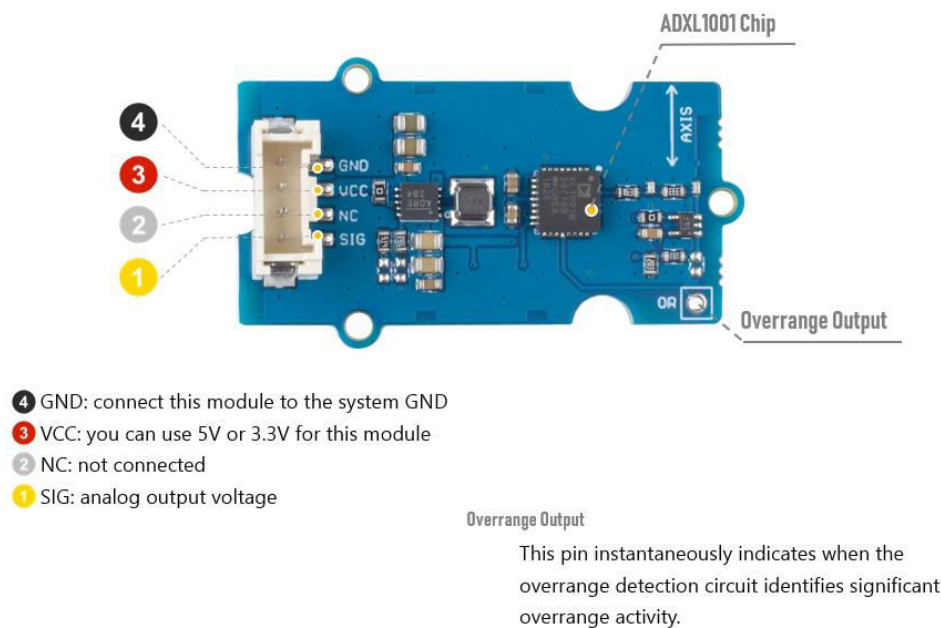 ADXL1001 Chip
AXIS
4
3
2
1
GND
VCC
NC
SIG
OR
Overrange Output
4 GND: connect this module to the system GND
3 VCC: you can use 5V or 3.3V for this module
2 NC: not connected
1 SIG: analog output voltage
Overrange Output
This pin instantaneously indicates when the
overrange detection circuit identifies significant
overrange activity.